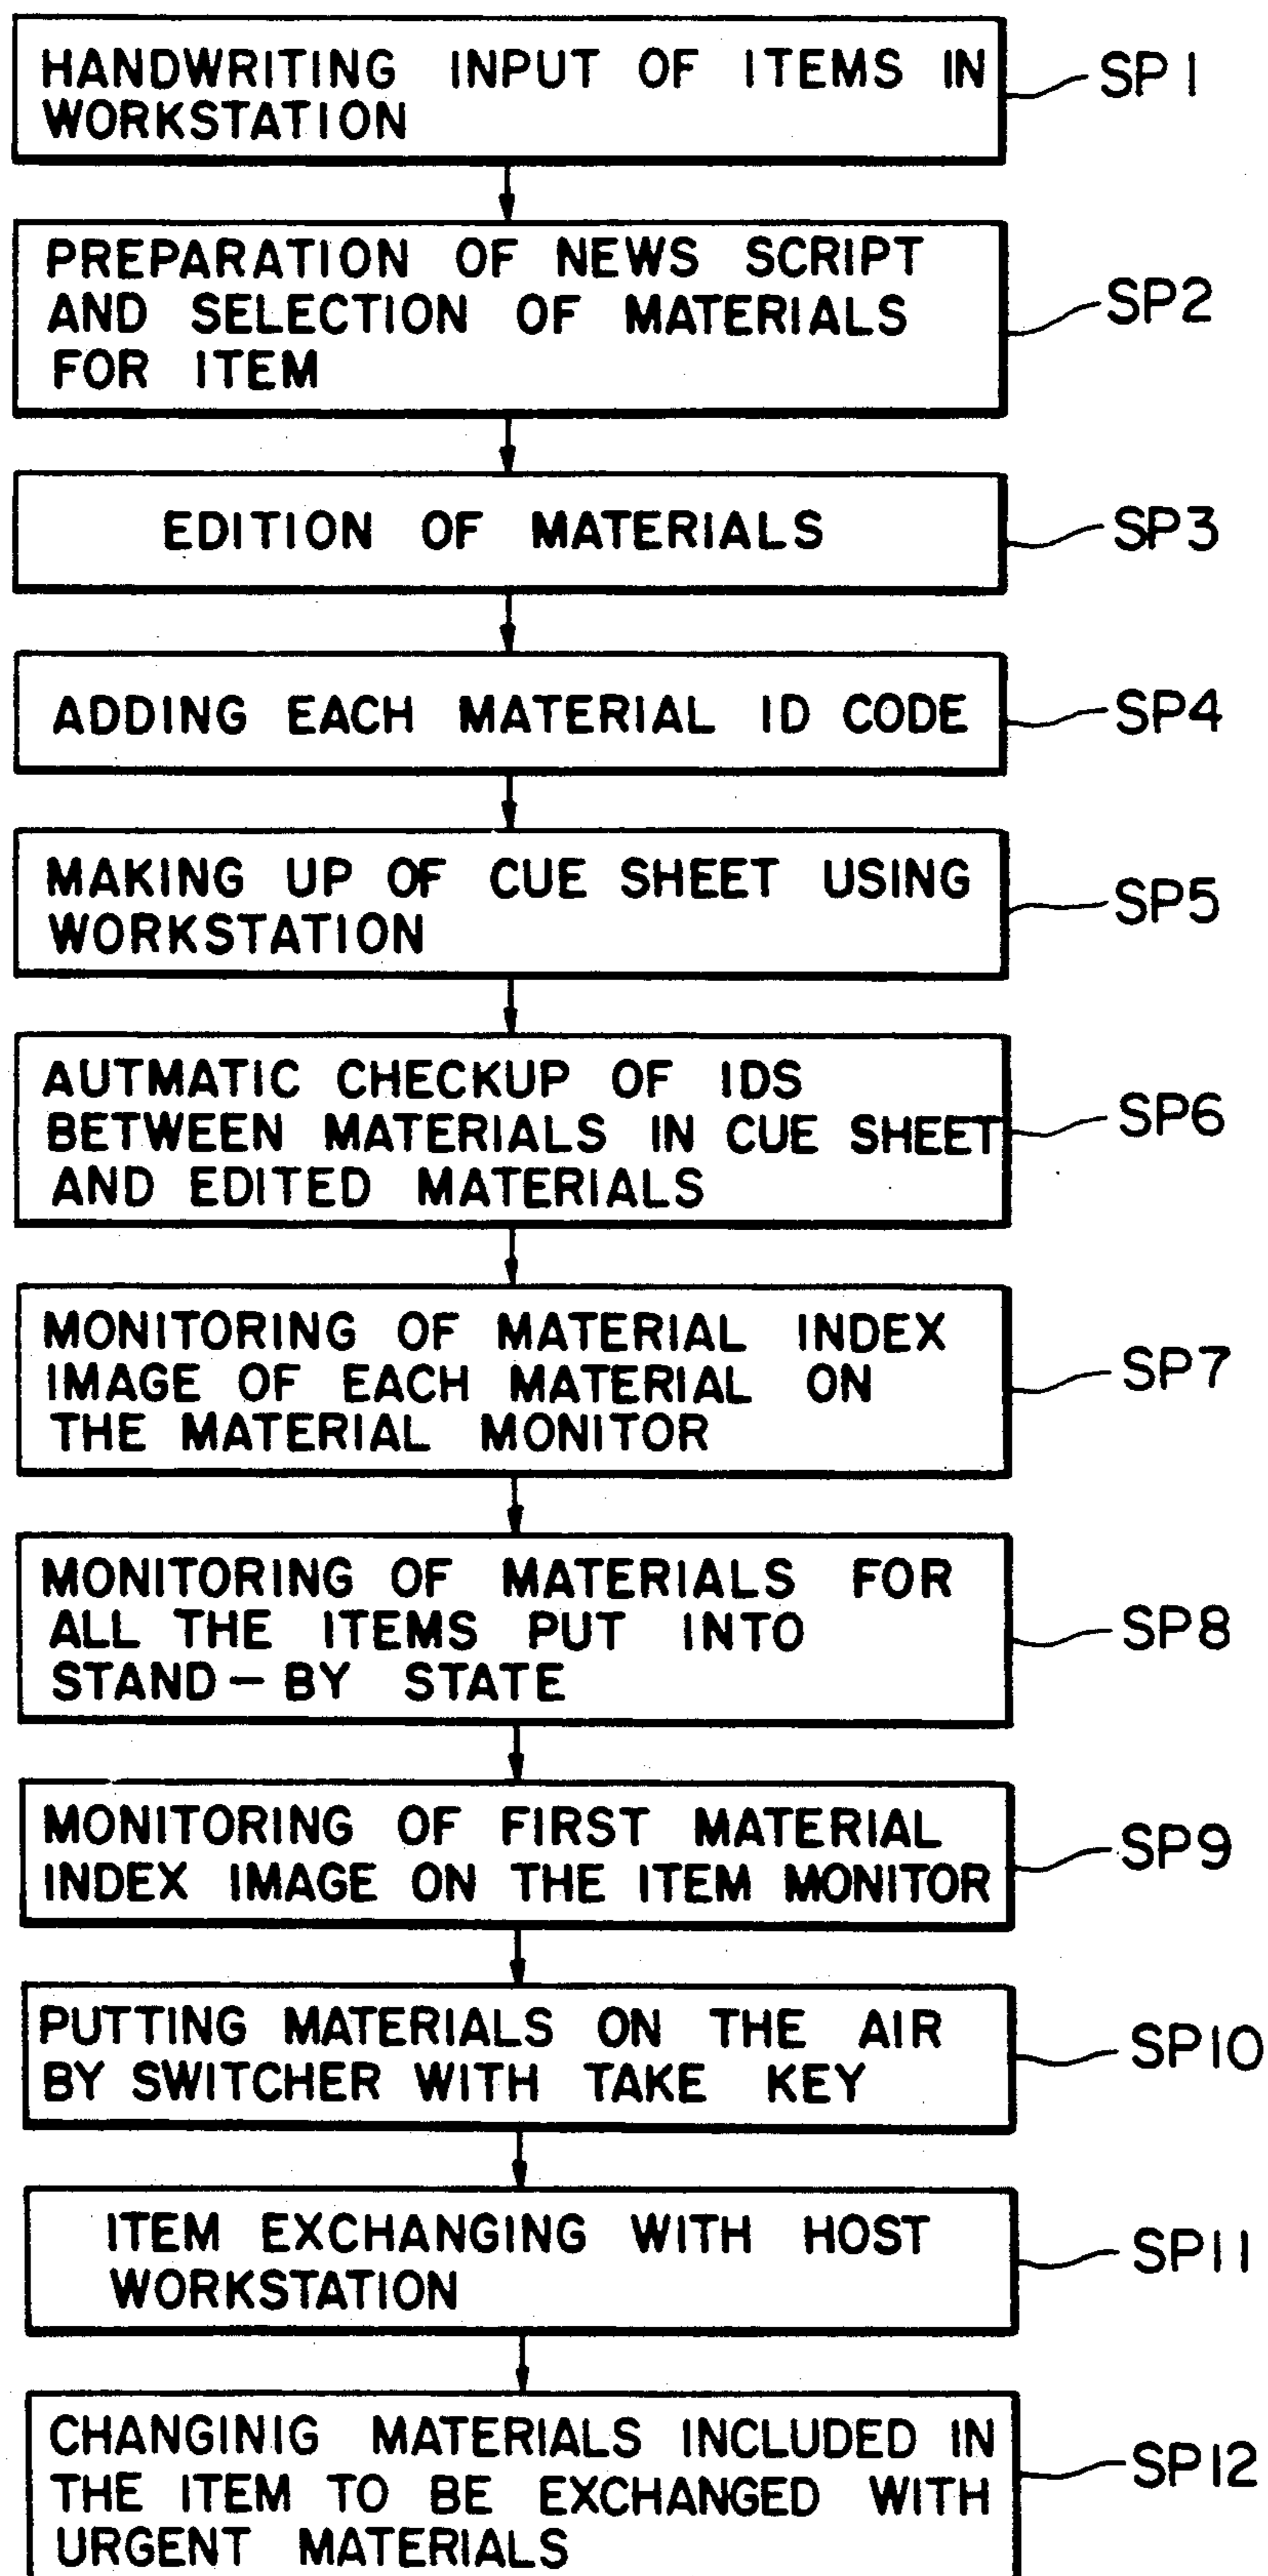 HANDWRITING INPUT OF ITEMS IN
WORKSTATION
SP1
PREPARATION OF NEWS SCRIPT
AND SELECTION OF MATERIALS
FOR ITEM
SP2
EDITION OF MATERIALS
SP3
ADDING EACH MATERIAL ID CODE
SP4
MAKING UP OF CUE SHEET USING
WORKSTATION
SP5
AUTMATIC CHECKUP OF IDS
BETWEEN MATERIALS IN CUE SHEET
AND EDITED MATERIALS
SP6
MONITORING OF MATERIAL INDEX
IMAGE OF EACH MATERIAL ON
THE MATERIAL MONITOR
SP7
MONITORING OF MATERIALS FOR
ALL THE ITEMS PUT INTO
STAND-BY STATE
SP8
MONITORING OF FIRST MATERIAL
INDEX IMAGE ON THE ITEM MONITOR
SP9
PUTTING MATERIALS ON THE AIR
BY SWITCHER WITH TAKE KEY
SP10
ITEM EXCHANGING WITH HOST
WORKSTATION
SP11
CHANGINIG MATERIALS INCLUDED IN
THE ITEM TO BE EXCHANGED WITH
URGENT MATERIALS
SP12